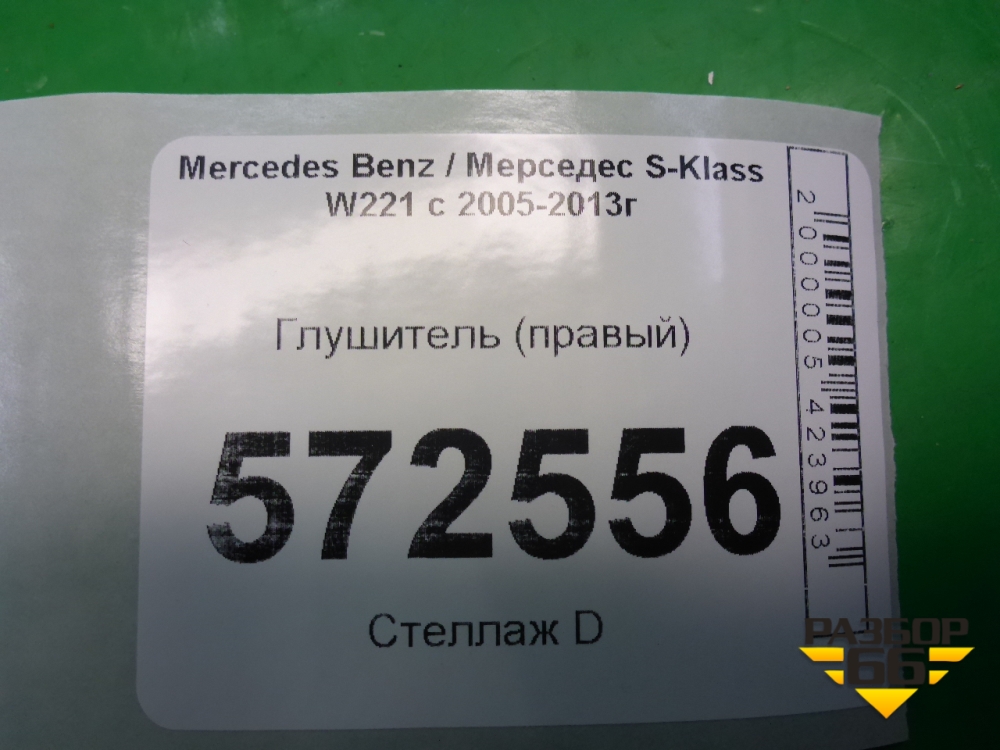 Mercedes Benz / Мерседес S-Klass
W221 с 2005-2013г
Глушитель (правый)
572556
Стеллаж D
2000005423963
РАЗБОР
66